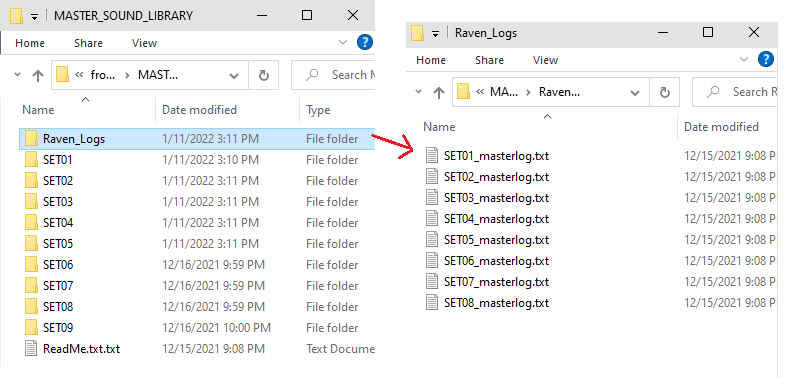 MASTER_SOUND_LIBRARY
Home Share View
« fro... > MAST... Search M
Name Date modified Type
Raven_Logs 1/11/2022 3:11 PM File folder
SET01 1/11/2022 3:10 PM File folder
SET02 1/11/2022 3:11 PM File folder
SET03 1/11/2022 3:11 PM File folder
SET04 1/11/2022 3:11 PM File folder
SET05 1/11/2022 3:11 PM File folder
SET06 12/16/2021 9:59 PM File folder
SET07 12/16/2021 9:59 PM File folder
SET08 12/16/2021 9:59 PM File folder
SET09 12/16/2021 10:00 PM File folder
ReadMe.txt.txt 12/15/2021 9:08 PM Text Docume
Raven_Logs
Home Share View
« MA... > Raven... Search R
Name Date modified
SET01_masterlog.txt 12/15/2021 9:08 P
SET02_masterlog.txt 12/15/2021 9:08 P
SET03_masterlog.txt 12/15/2021 9:08 P
SET04_masterlog.txt 12/15/2021 9:08 P
SET05_masterlog.txt 12/15/2021 9:08 P
SET06_masterlog.txt 12/15/2021 9:08 P
SET07_masterlog.txt 12/15/2021 9:08 P
SET08_masterlog.txt 12/15/2021 9:08 P